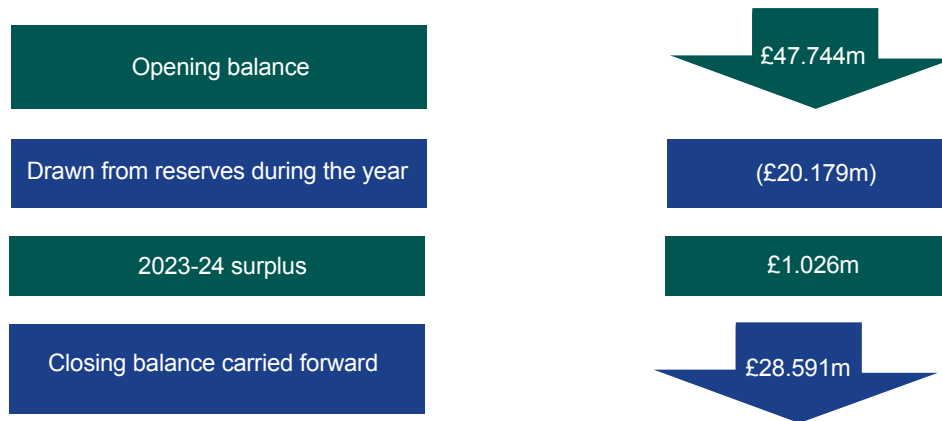 Opening balance
£47.744m
Drawn from reserves during the year
(£20.179m)
2023-24 surplus
£1.026m
Closing balance carried forward
£28.591m